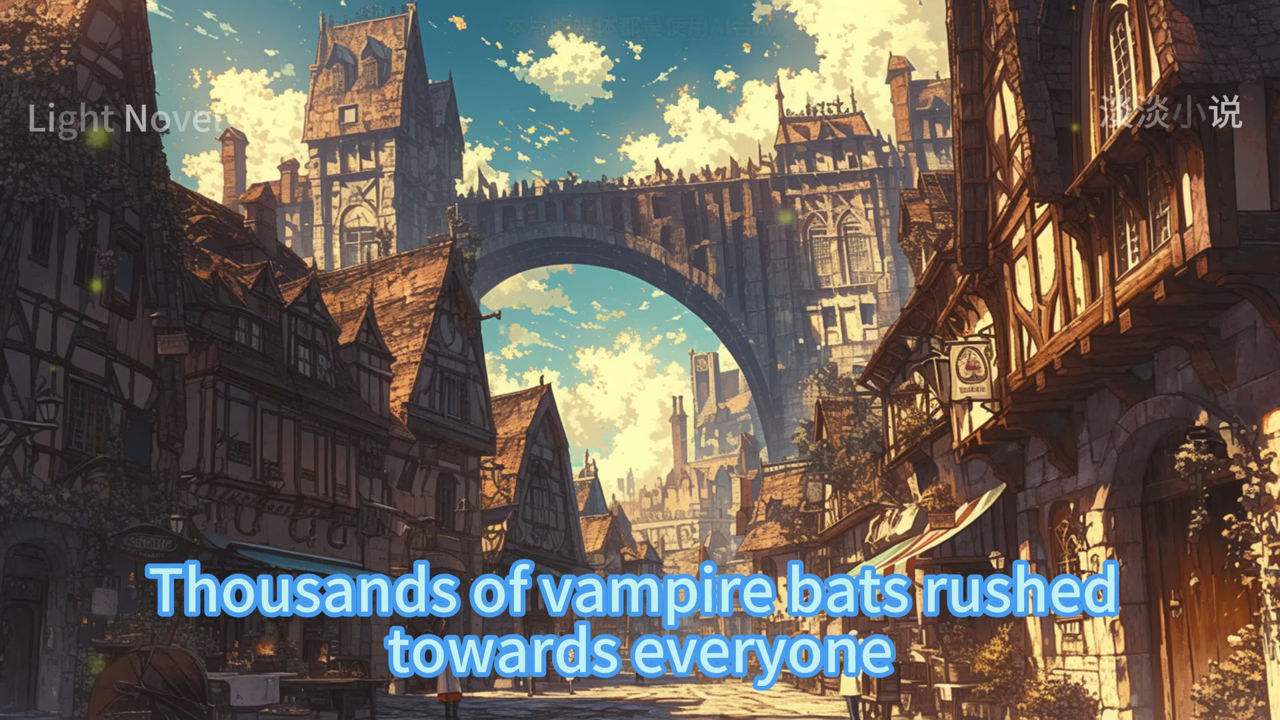 Light Novel
淡淡小说
Thousands of vampire bats rushed
towards everyone